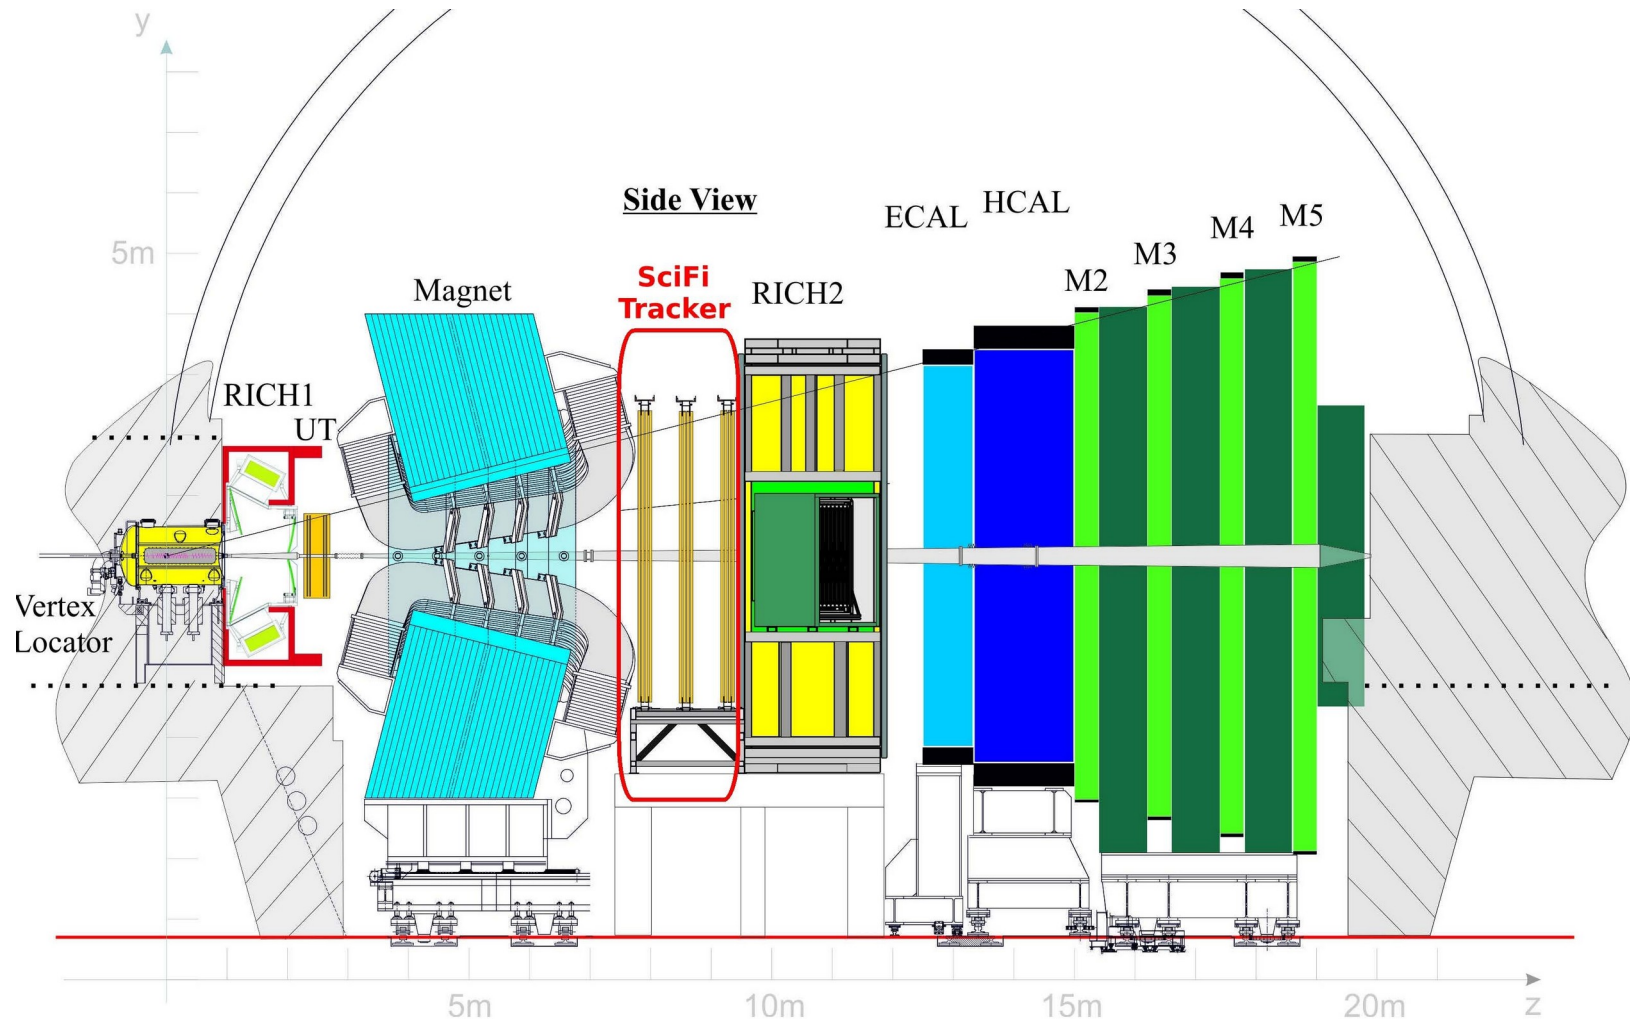 y
Side View
ECAL
HCAL
M5
M4
M3
M2
5m
SciFi
Tracker
Magnet
RICH2
RICH1
UT
Vertex
Locator
5m
10m
15m
20m
z